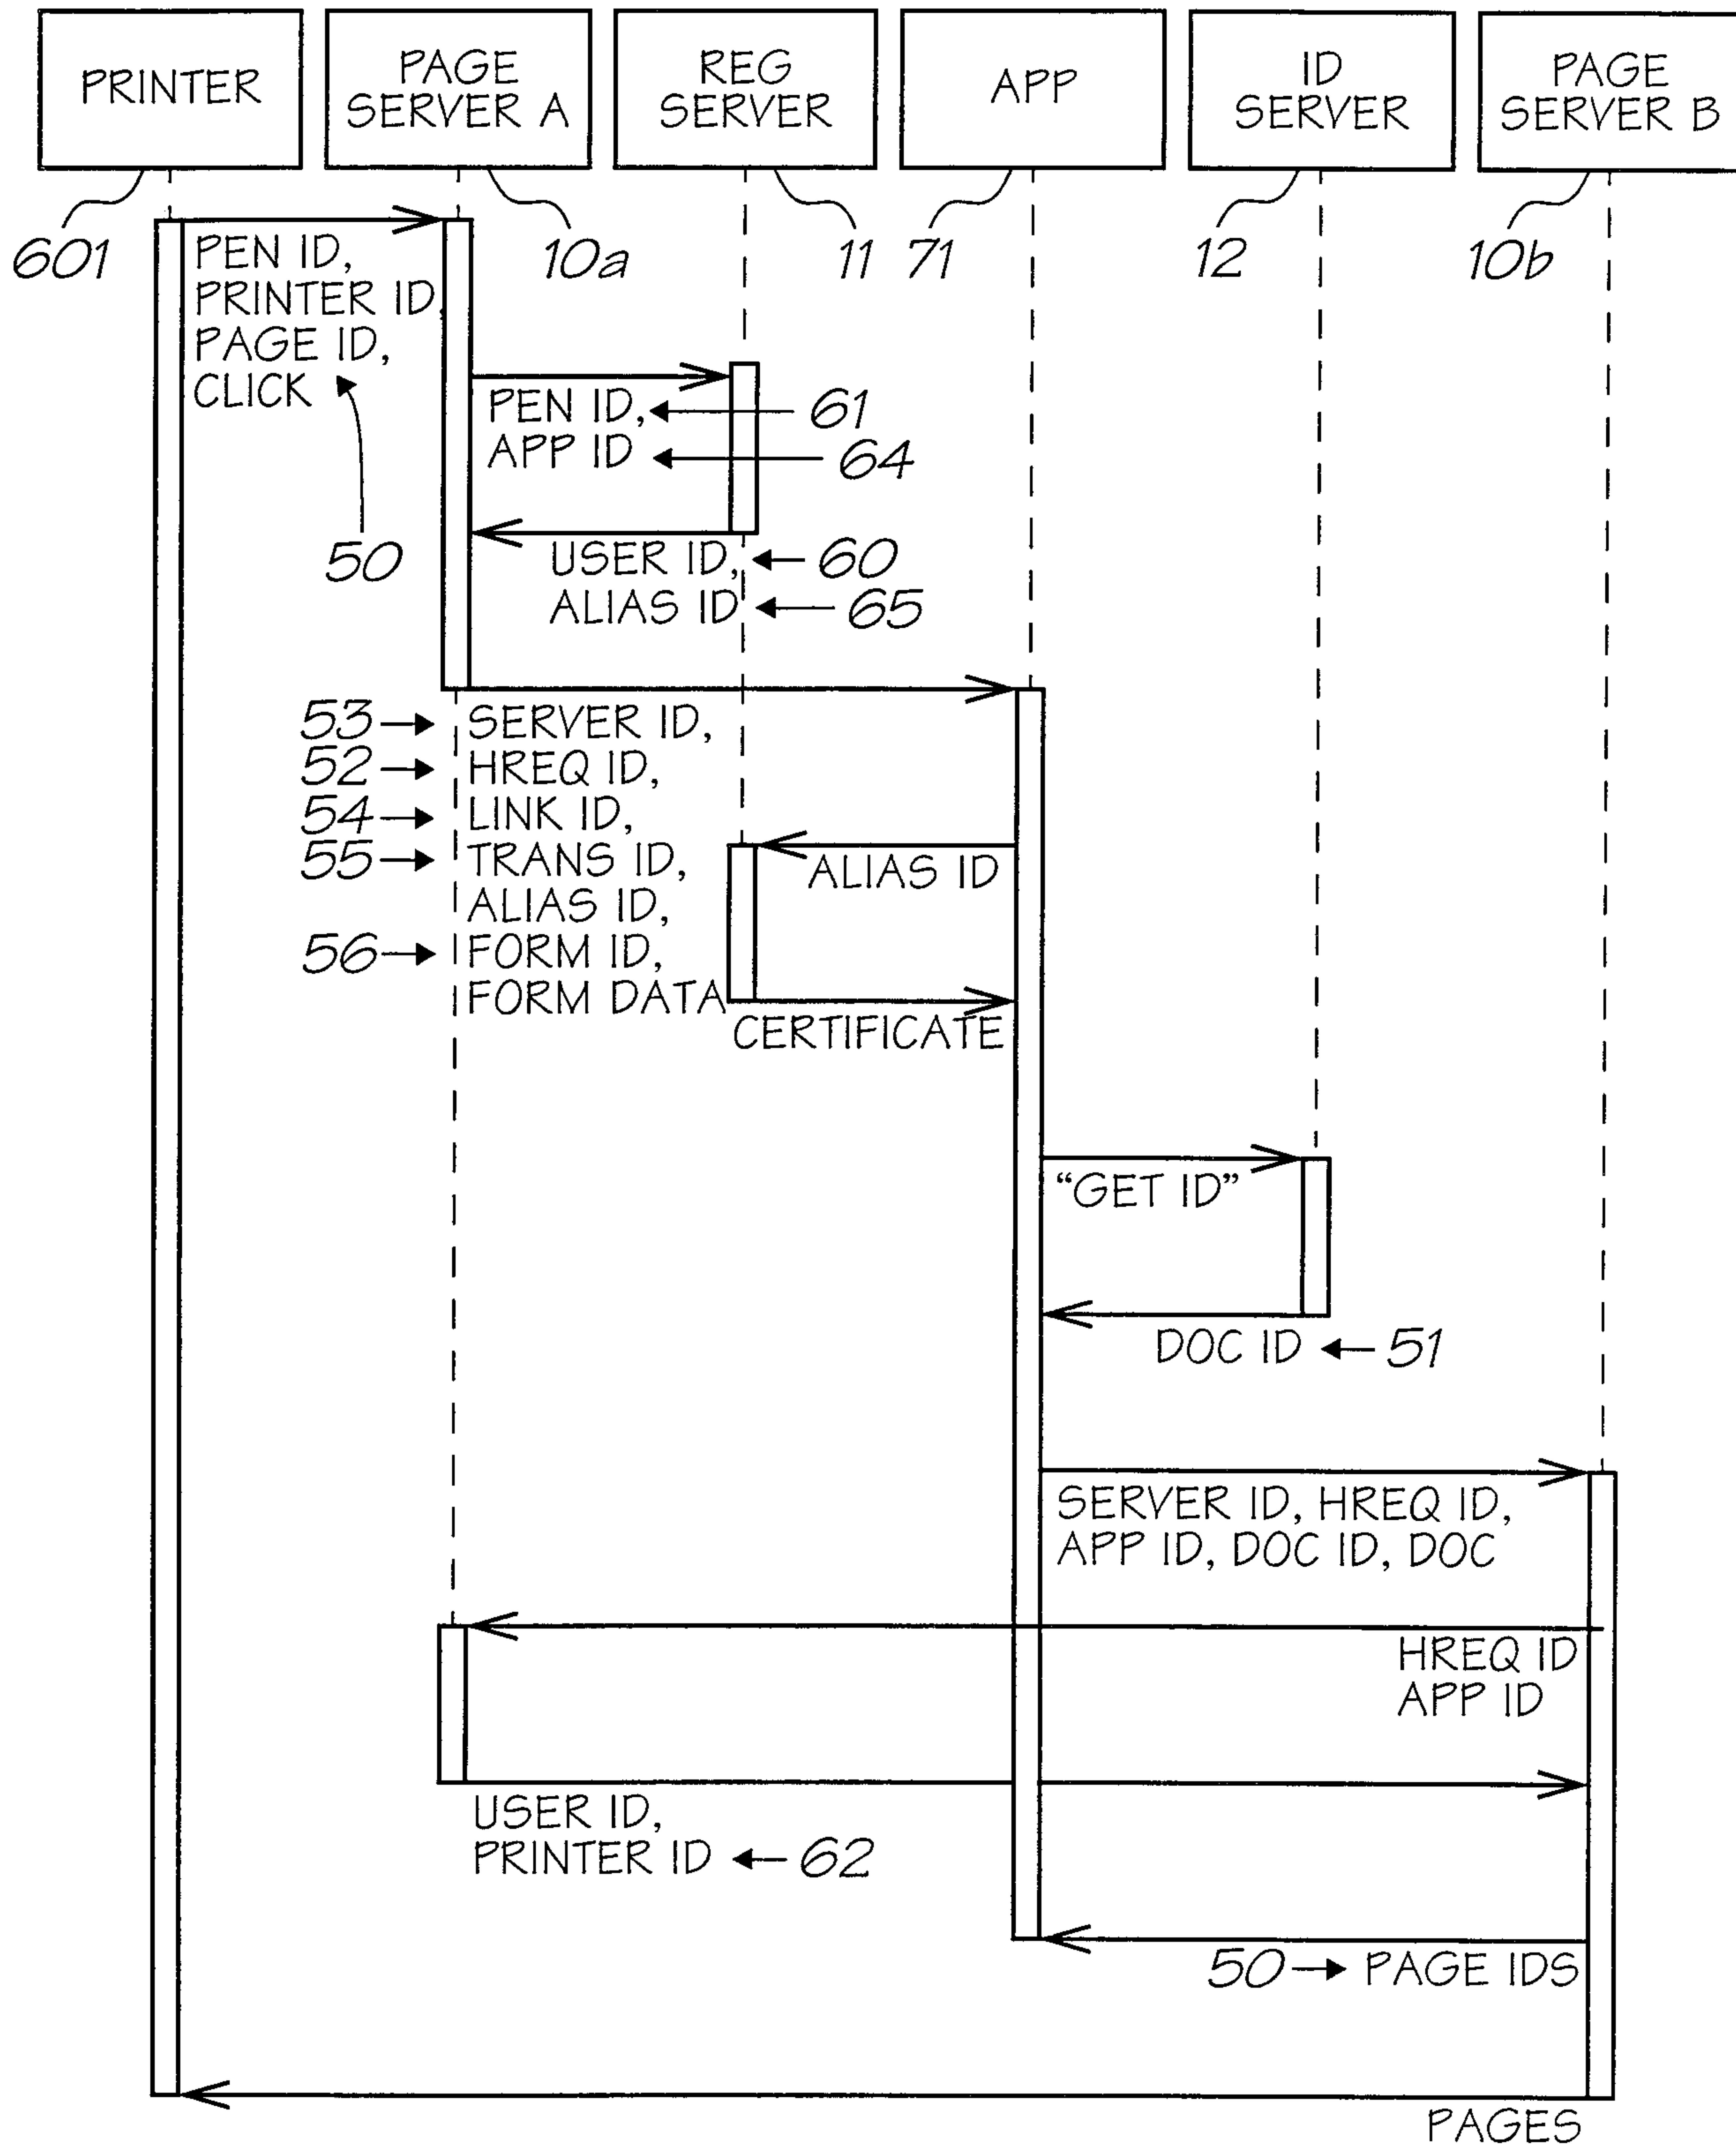 PRINTER
PAGE
SERVER A
REG
SERVER
APP
ID
SERVER
PAGE
SERVER B
601
10a
11
71
12
10b
PEN ID,
PRINTER ID
PAGE ID,
CLICK
50
PEN ID,
61
APP ID
64
USER ID,
60
ALIAS ID
65
53
SERVER ID,
52
HREQ ID,
54
LINK ID,
55
TRANS ID,
ALIAS ID,
56
FORM ID,
FORM DATA
ALIAS ID
CERTIFICATE
“GET ID”
DOC ID
51
SERVER ID, HREQ ID,
APP ID, DOC ID, DOC
HREQ ID
APP ID
USER ID,
PRINTER ID
62
50
PAGE IDS
PAGES